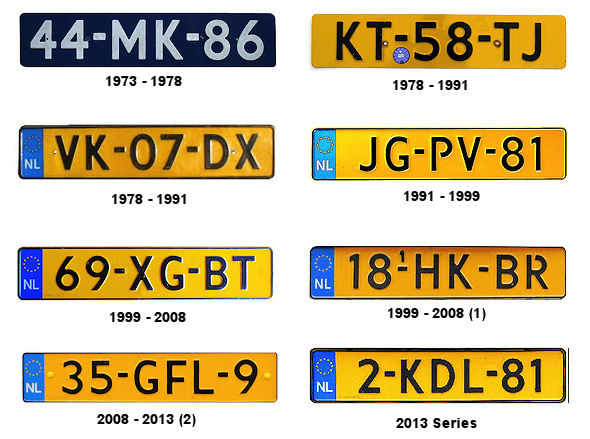 44-MK-86
1973 - 1978
KT-58-TJ
1978 - 1991
NL VK-07-DX
1978 - 1991
NL JG-PV-81
1991 - 1999
NL 69-XG-BT
1999 - 2008
NL 18-1HK-BR
1999 - 2008 (1)
NL 35-GFL-9
2008 - 2013 (2)
NL 2-KDL-81
2013 Series